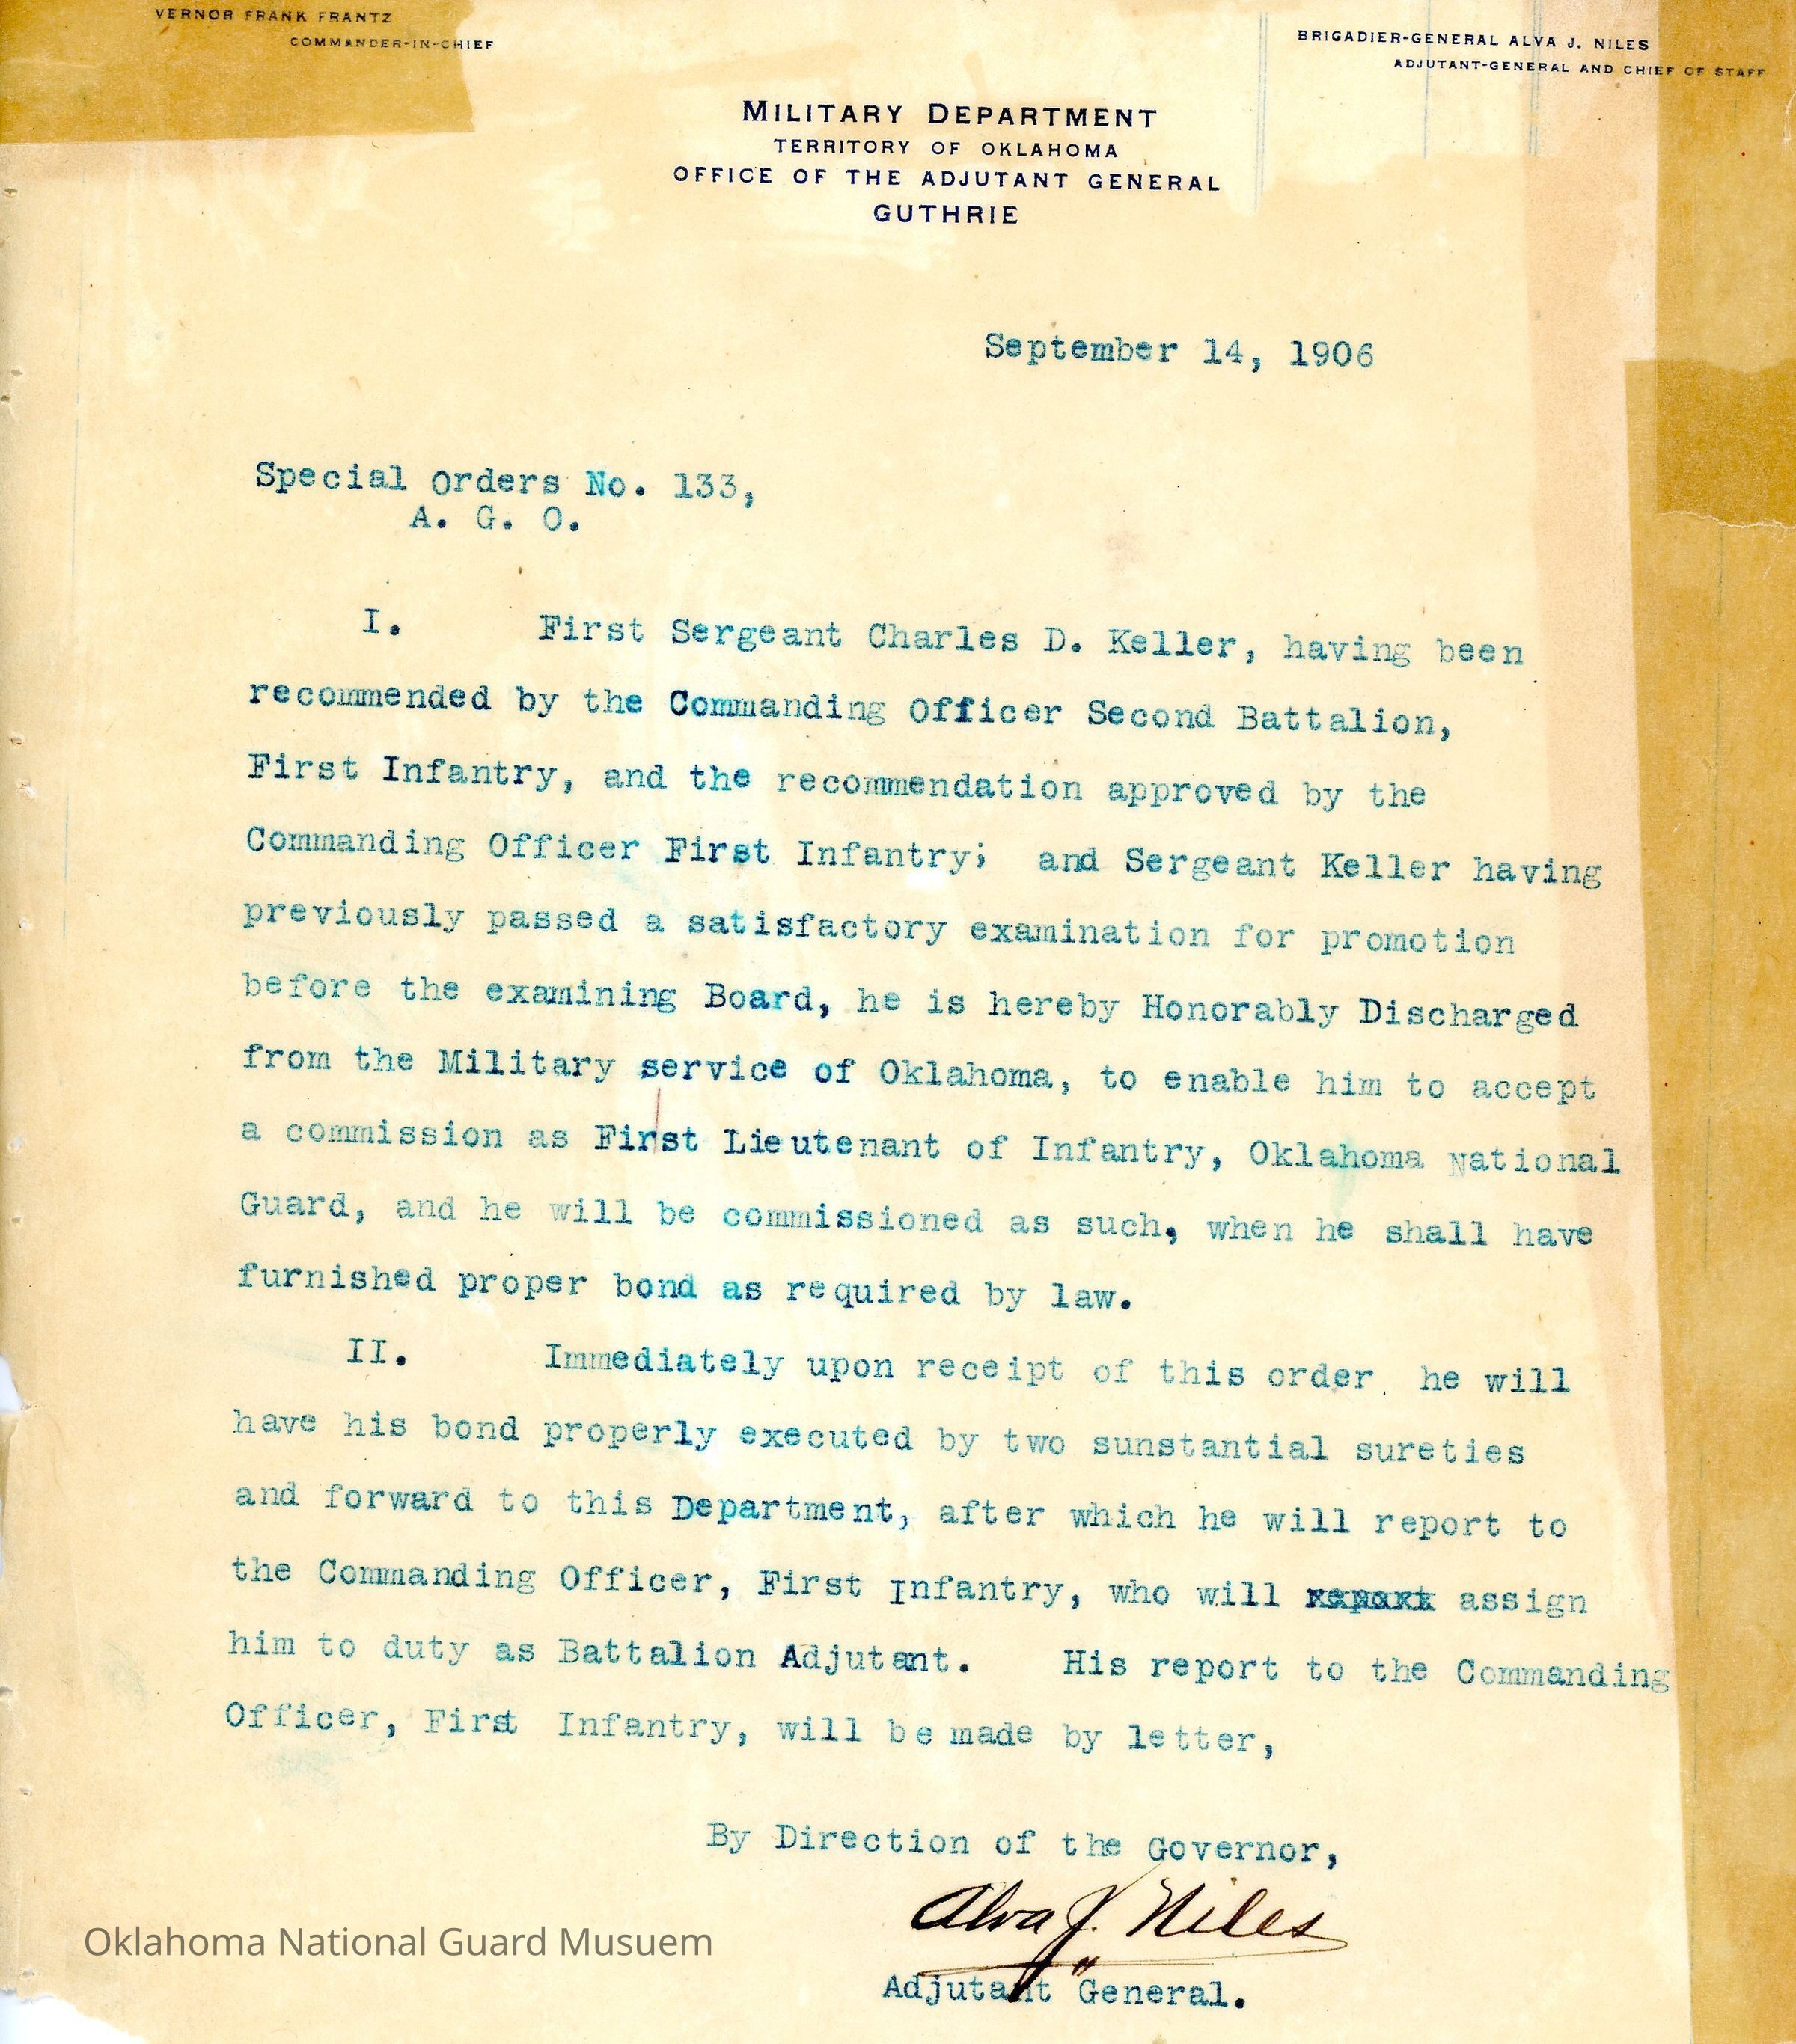 VERNOR FRANK FRANTZ
COMMANDER-IN-CHIEF
BRIGADIER-GENERAL ALVA J. NILES
ADJUTANT-GENERAL AND CHIEF OF STAFF
MILITARY DEPARTMENT
TERRITORY OF OKLAHOMA
OFFICE OF THE ADJUTANT GENERAL
GUTHRIE
September 14, 1906
Special Orders No. 133,
A. G. O.
I. First Sergeant Charles D. Keller, having been
recommended by the Commanding Officer Second Battalion,
First Infantry, and the recommendation approved by the
Commanding Officer First Infantry; and Sergeant Keller having
previously passed a satisfactory examination for promotion
before the examining Board, he is hereby Honorably Discharged
from the Military service of Oklahoma, to enable him to accept
a commission as First Lieutenant of Infantry, Oklahoma National
Guard, and he will be commissioned as such, when he shall have
furnished proper bond as required by law.
II. Immediately upon receipt of this order, he will
have his bond properly executed by two sunstantial sureties
and forward to this Department, after which he will report to
the Commanding Officer, First Infantry, who will assign
him to duty as Battalion Adjutant. His report to the Commanding
Officer, First Infantry, will be made by letter,
By Direction of the Governor,
Alva J. Niles
Adjutant General.
Oklahoma National Guard Musuem